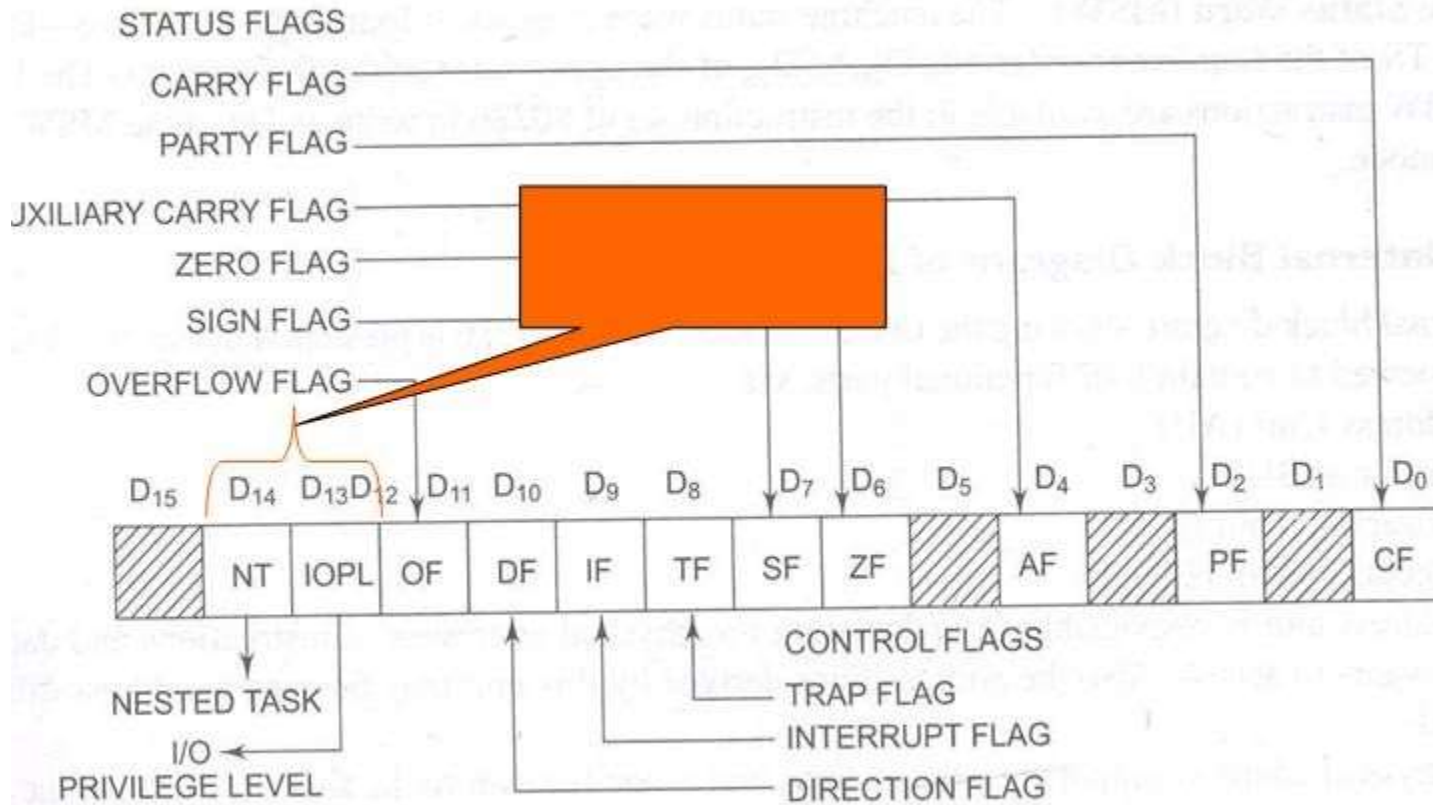 STATUS FLAGS
CARRY FLAG
PARTY FLAG
UXILIARY CARRY FLAG
ZERO FLAG
SIGN FLAG
OVERFLOW FLAG
D15 D14 D13 D12 D11 D10 D9 D8 D7 D6 D5 D4 D3 D2 D1 D0
NT IOPL OF DF IF TF SF ZF AF PF CF
CONTROL FLAGS
NESTED TASK
TRAP FLAG
I/O
INTERRUPT FLAG
PRIVILEGE LEVEL
DIRECTION FLAG